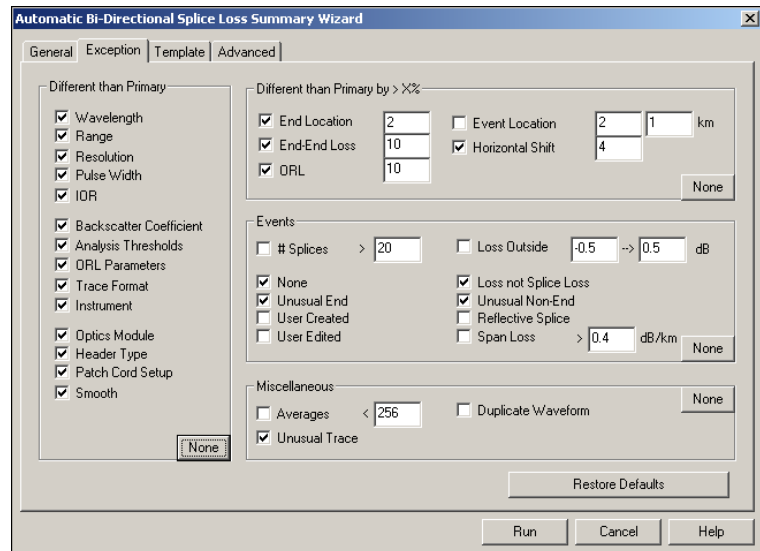 Automatic Bi-Directional Splice Loss Summary Wizard
General Exception Template Advanced
Different than Primary
Wavelength
Range
Resolution
Pulse Width
IOR
Backscatter Coefficient
Analysis Thresholds
ORL Parameters
Trace Format
Instrument
Optics Module
Header Type
Patch Cord Setup
Smooth
None
Different than Primary by > X%
End Location 2 Event Location 2 1 km
End-End Loss 10 Horizontal Shift 4
ORL 10
None
Events
# Splices > 20 Loss Outside -0.5 --> 0.5 dB
None Loss not Splice Loss
Unusual End Unusual Non-End
User Created Reflective Splice
User Edited Span Loss > 0.4 dB/km
None
Miscellaneous
None
Averages < 256 Duplicate Waveform
Unusual Trace
Restore Defaults
Run Cancel Help